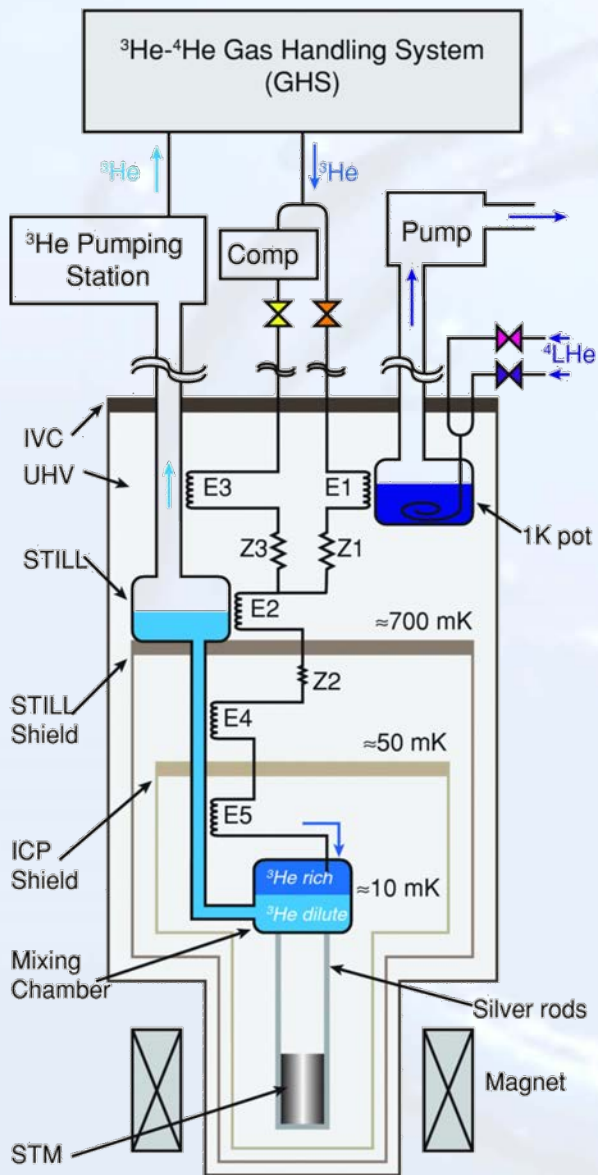 ³He-⁴He Gas Handling System
(GHS)
³He
³He
³He Pumping
Station
Comp
Pump
⁴LHe
IVC
UHV
E3
E1
1K pot
Z3
Z1
STILL
E2
≈700 mK
Z2
STILL
Shield
E4
≈50 mK
E5
ICP
Shield
³He rich
≈10 mK
³He dilute
Mixing
Chamber
Silver rods
Magnet
STM